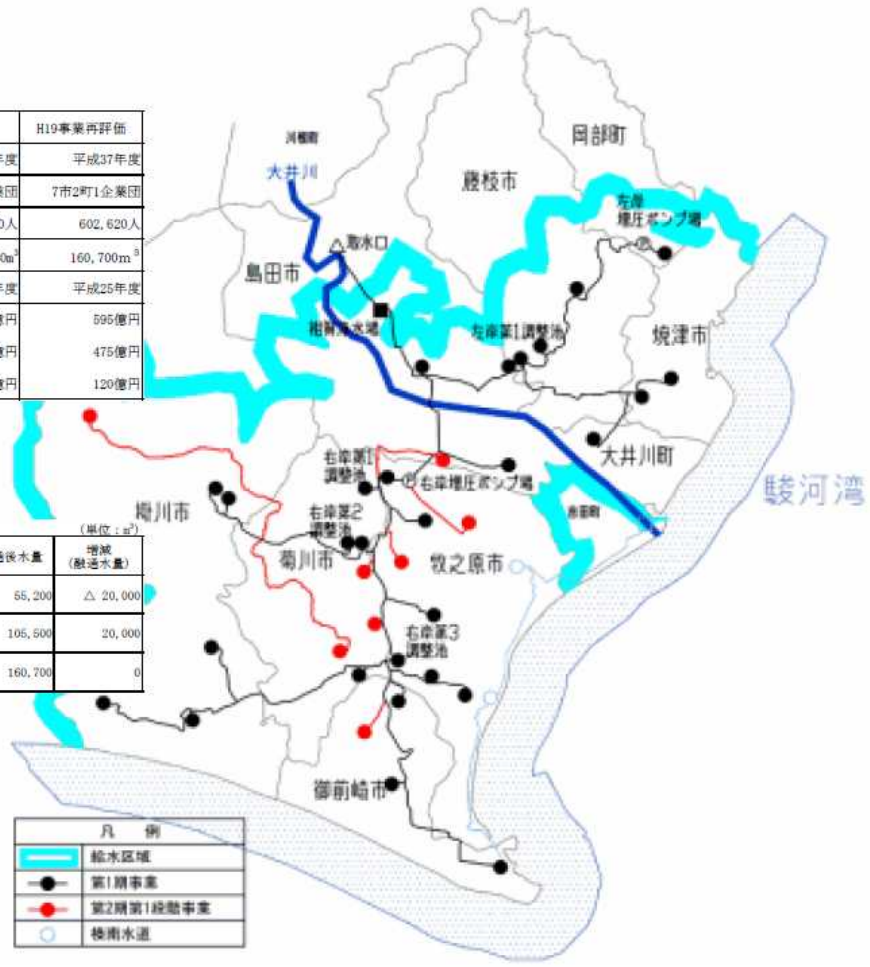 H19事業再評価
年度 平成37年度
業団 7市2町1企業団
0人 602,620人
0m³ 160,700m³
年度 平成25年度
億円 595億円
億円 475億円
億円 120億円
岡部町
川根町
大井川
藤枝市
左岸
増圧ポンプ場
取水口
P
島田市
相賀浄水場
左岸第1調整池
焼津市
大井川町
右岸第1
調整池
P 右岸増圧ポンプ場
駿河湾
掛川市
右岸第2
調整池
吉田町
(単位:m³)
後水量 増減
(融通水量)
55,200 △ 20,000
105,500 20,000
160,700 0
菊川市
牧之原市
右岸第3
調整池
御前崎市
凡 例
給水区域
第1期事業
第2期第1段階事業
榛南水道